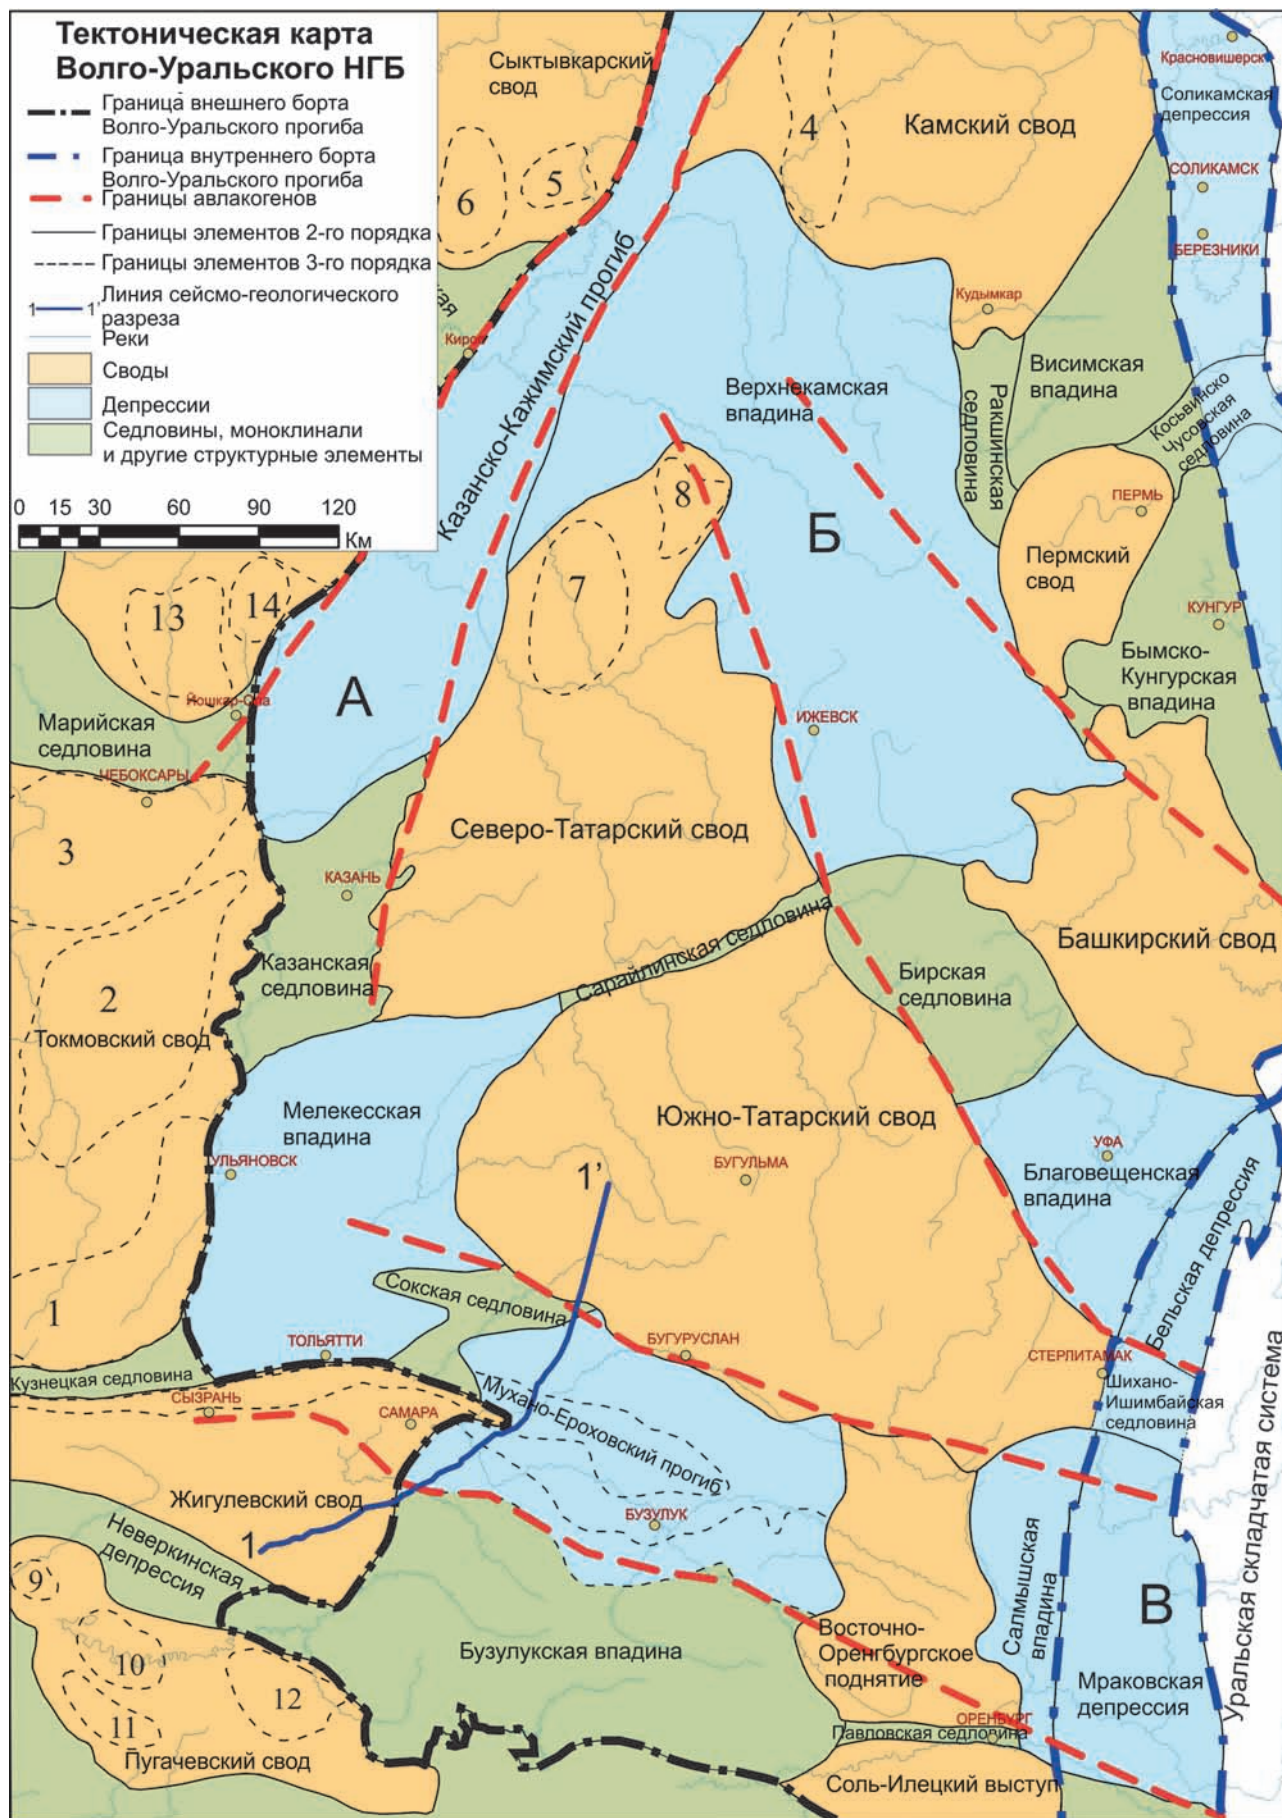 Тектоническая карта
Волго-Уральского НГБ
Граница внешнего борта
Волго-Уральского прогиба
Граница внутреннего борта
Волго-Уральского прогиба
Границы авлакогенов
Границы элементов 2-го порядка
Границы элементов 3-го порядка
1 1’ Линия сейсмо-геологического
разреза
Реки
Своды
Депрессии
Седловины, моноклинали
и другие структурные элементы
0 15 30 60 90 120
Км
Сыктывкарский
свод
4
Камский свод
Красновишерск
Соликамская
депрессия
СОЛИКАМСК
БЕРЕЗНИКИ
6
5
Киров
Казанско-Кажимский прогиб
Кудымкар
Верхнекамская
впадина
Ракшинская
седловина
Висимская
впадина
Косьвинско
Чусовская
седловина
8
Б
ПЕРМЬ
Пермский
свод
7
13
14
КУНГУР
Бымско-
Кунгурская
впадина
А
Йошкар-Ола
Марийская
седловина
ЧЕБОКСАРЫ
ИЖЕВСК
3
Северо-Татарский свод
КАЗАНЬ
Казанская
седловина
Сарайлинская седловина
Бирская
седловина
Башкирский свод
2
Токмовский свод
Мелекесская
впадина
Южно-Татарский свод
УЛЬЯНОВСК
1’
БУГУЛЬМА
УФА
Благовещенская
впадина
Бельская депрессия
1
Сокская седловина
ТОЛЬЯТТИ
БУГУРУСЛАН
СТЕРЛИТАМАК
Кузнецкая седловина
СЫЗРАНЬ
САМАРА
Мухано-Ероховский прогиб
Шихано-
Ишимбайская
седловина
Жигулевский свод
1
БУЗУЛУК
Уральская складчатая система
Неверкинская
депрессия
9
Салмышская
впадина
В
10
11
12
Бузулукская впадина
Восточно-
Оренбургское
поднятие
Мраковская
депрессия
ОРЕНБУРГ
Павловская седловина
Пугачевский свод
Соль-Илецкий выступ